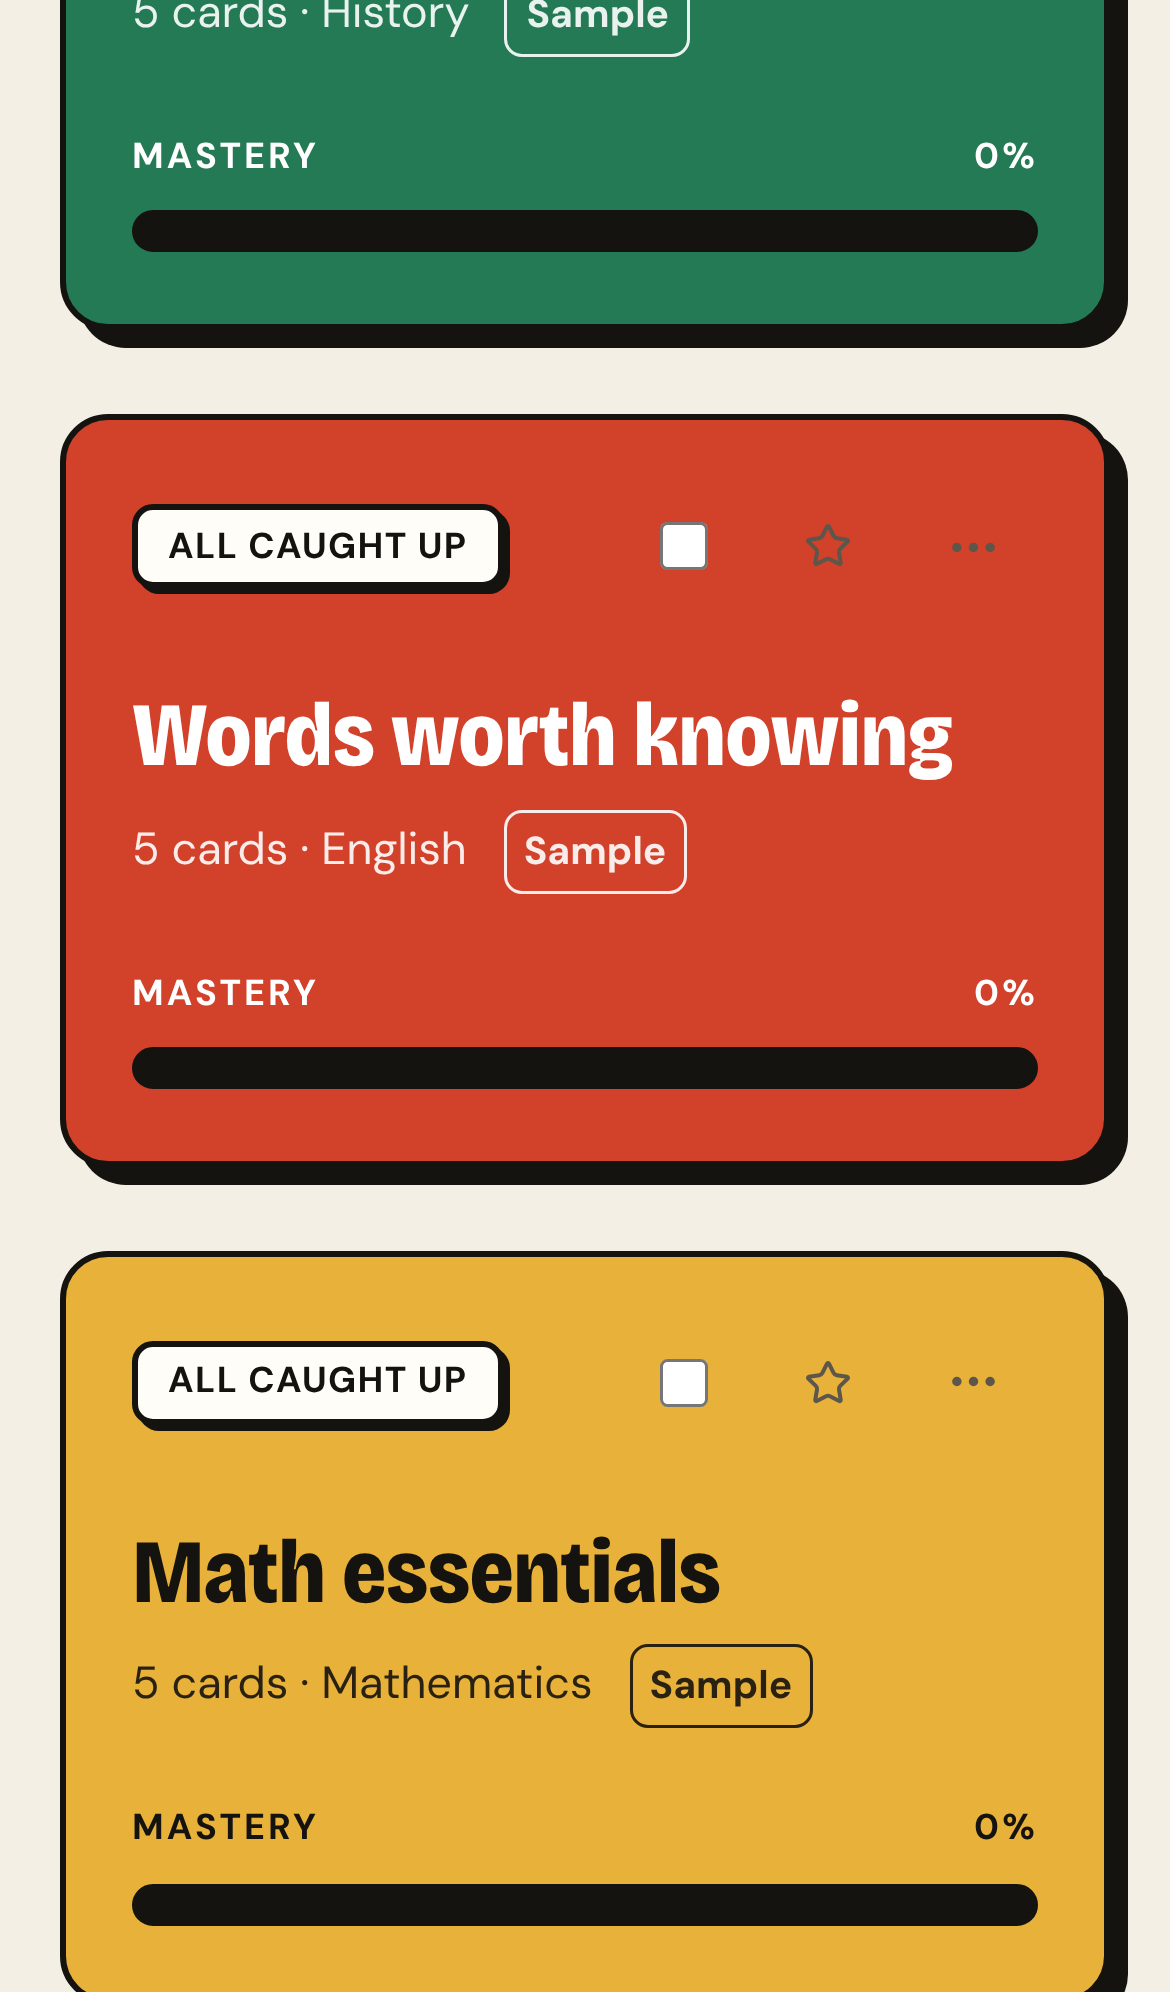 5 cards · History Sample
MASTERY 0%
ALL CAUGHT UP
Words worth knowing
5 cards · English Sample
MASTERY 0%
ALL CAUGHT UP
Math essentials
5 cards · Mathematics Sample
MASTERY 0%